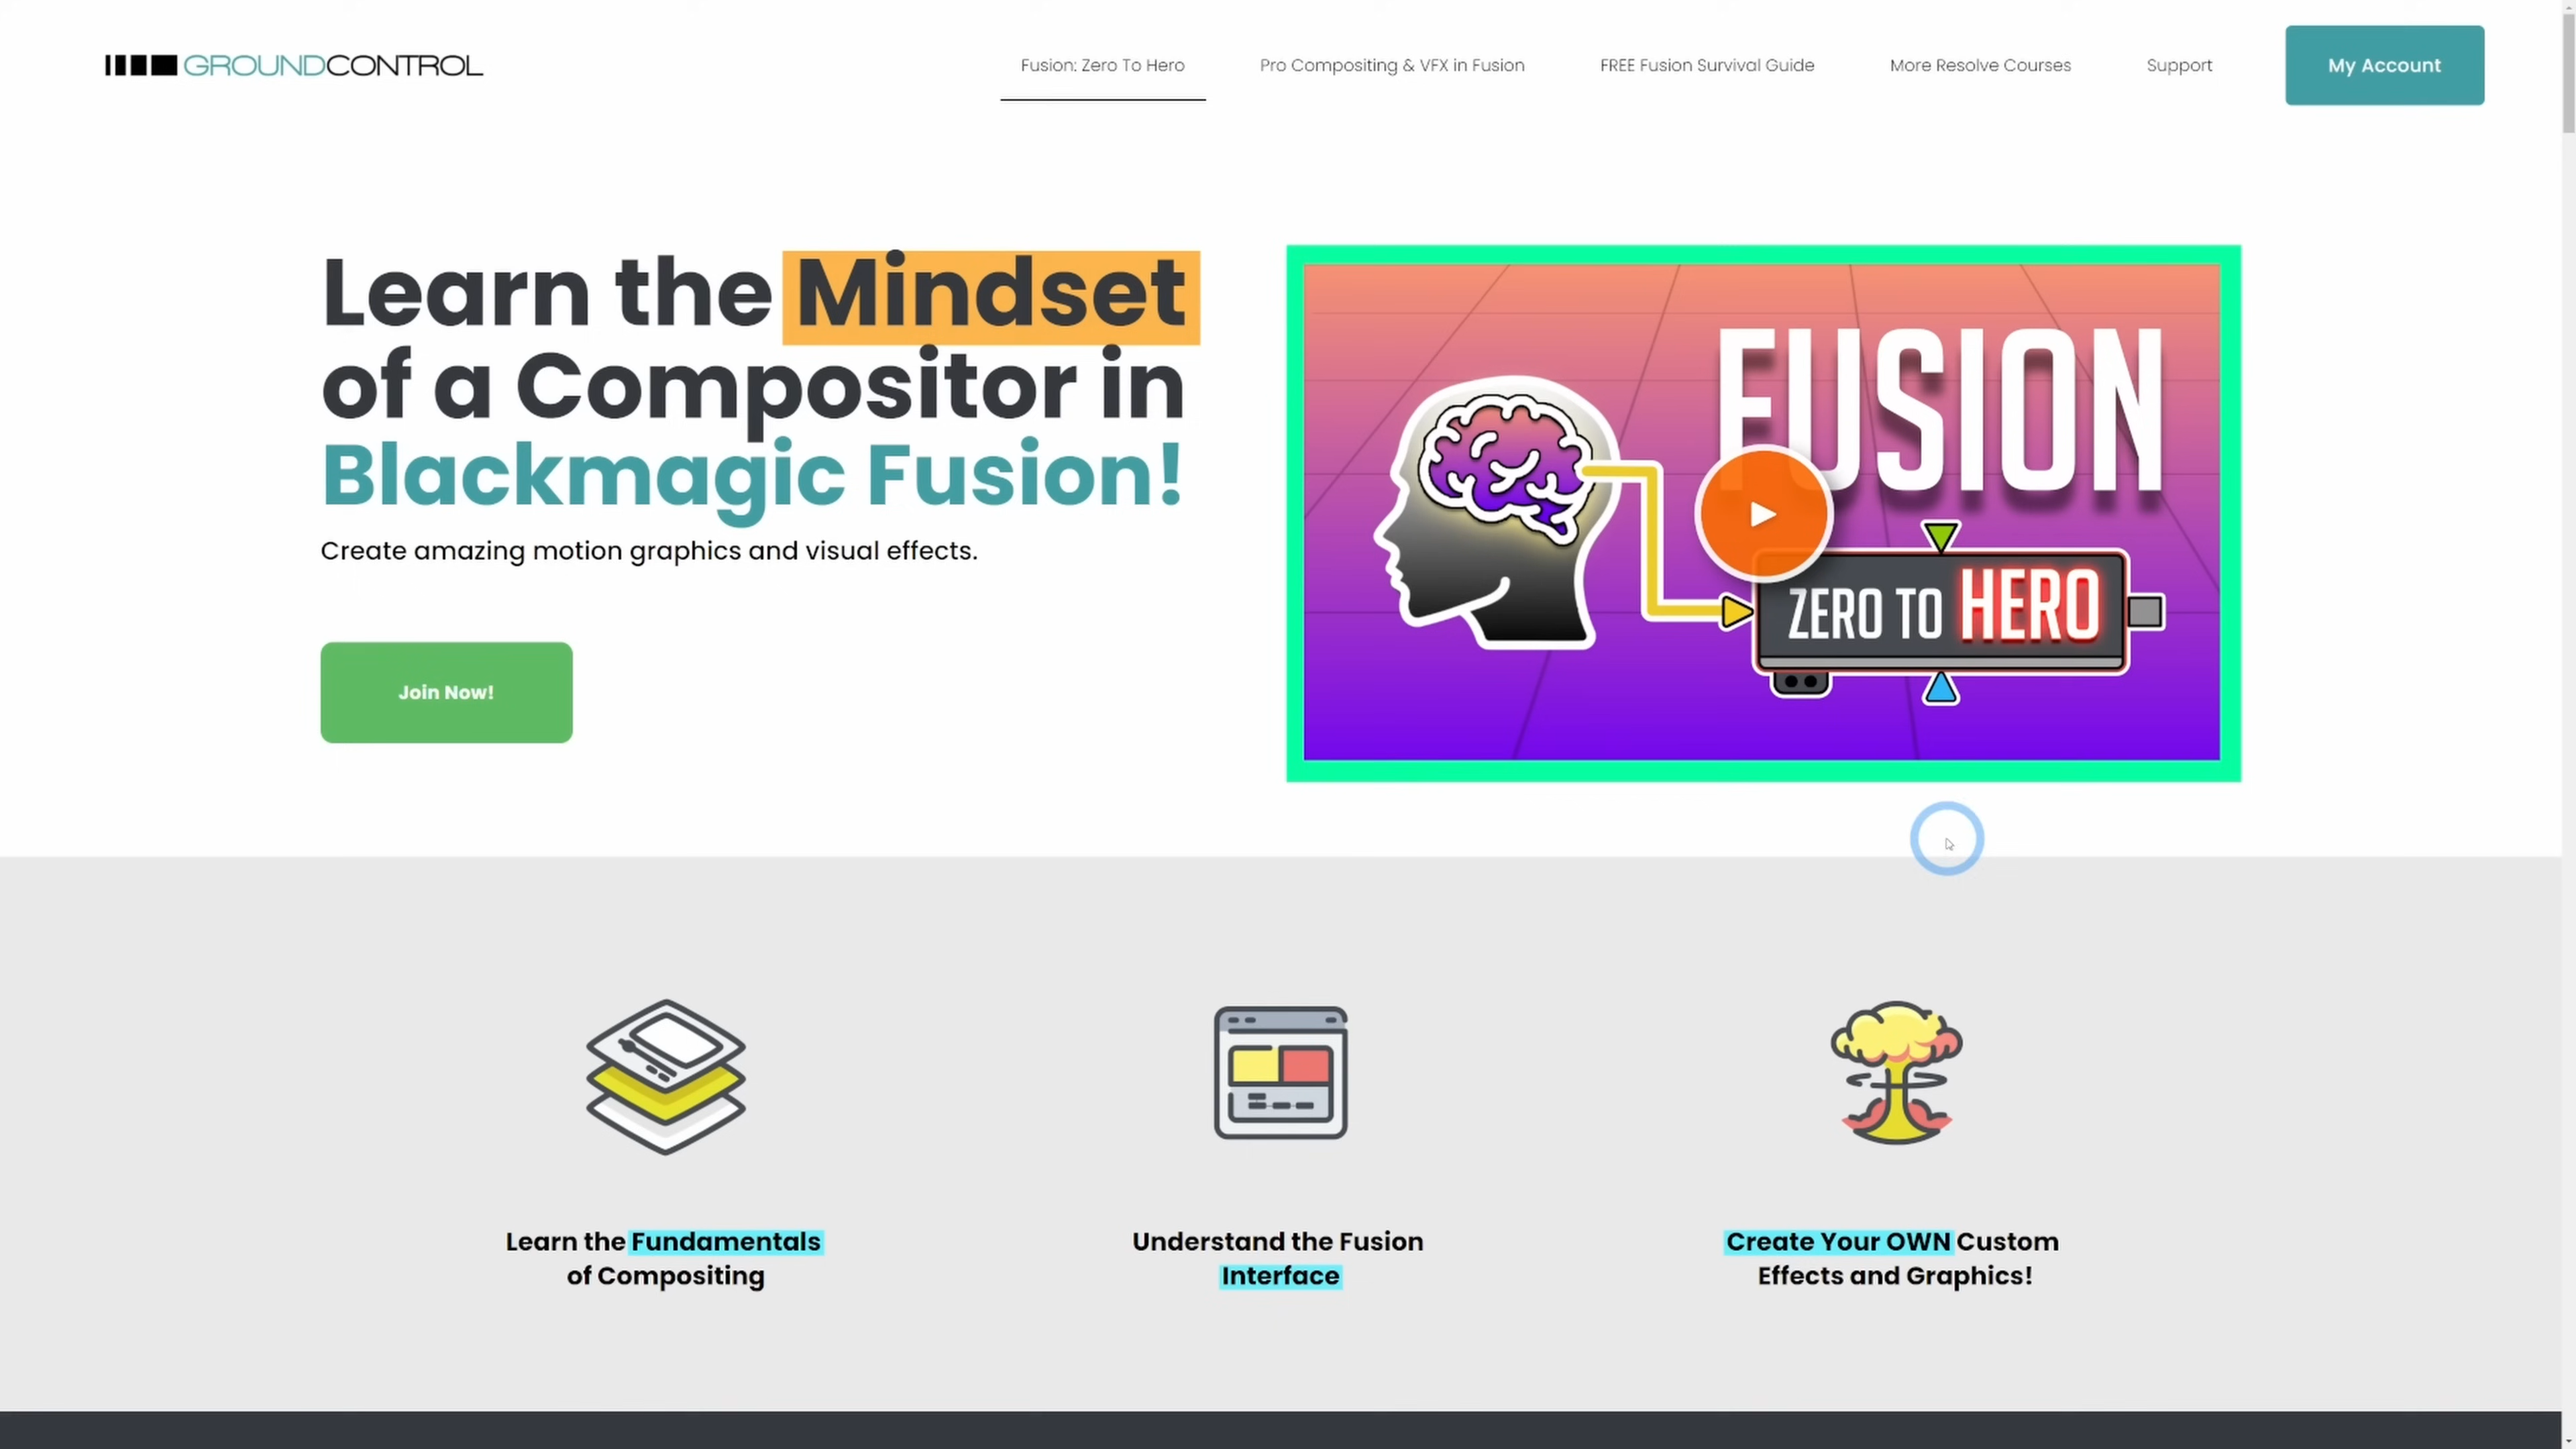 GROUNDCONTROL
Fusion: Zero To Hero
Pro Compositing & VFX in Fusion
FREE Fusion Survival Guide
More Resolve Courses
Support
My Account
Learn the Mindset
of a Compositor in
Blackmagic Fusion!
Create amazing motion graphics and visual effects.
Join Now!
FUSION
ZERO TO HERO
Learn the Fundamentals
of Compositing
Understand the Fusion
Interface
Create Your OWN Custom
Effects and Graphics!